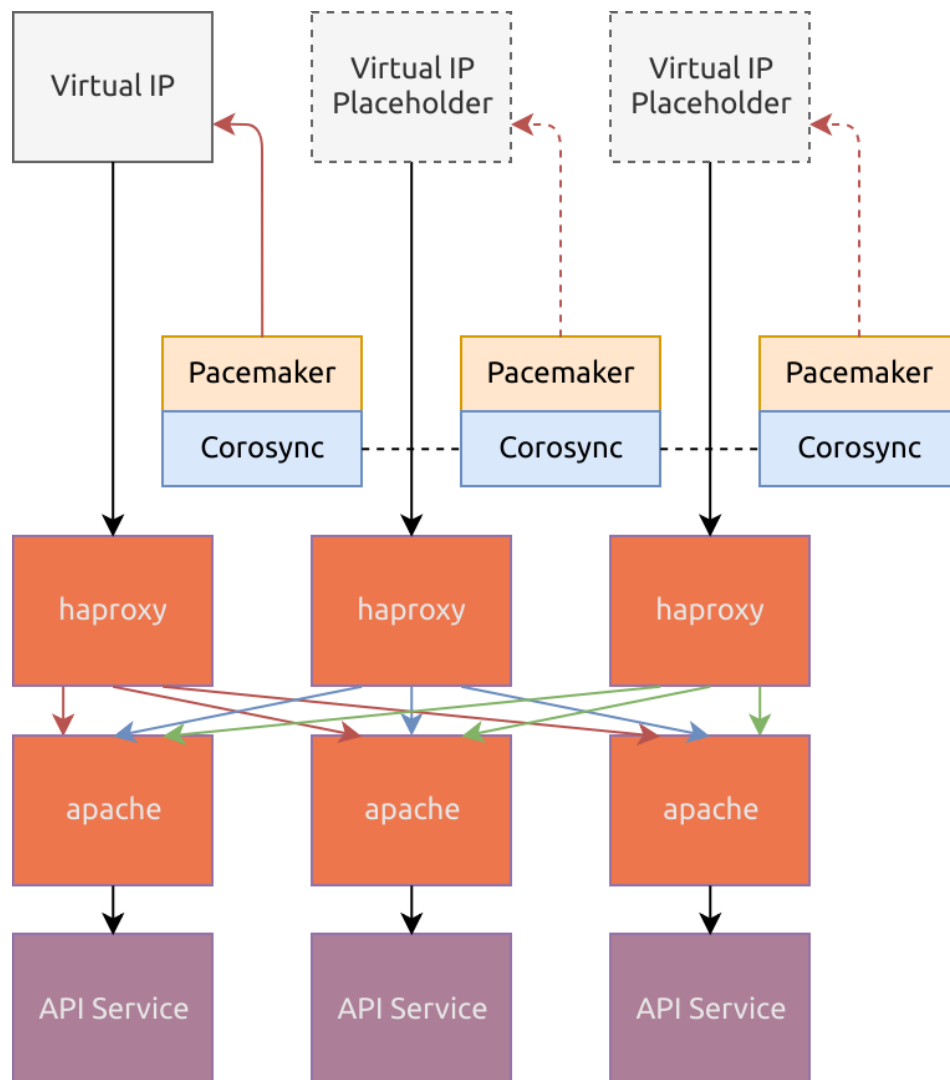 Virtual IP
Virtual IP
Placeholder
Virtual IP
Placeholder
Pacemaker
Pacemaker
Pacemaker
Corosync
Corosync
Corosync
haproxy
haproxy
haproxy
apache
apache
apache
API Service
API Service
API Service